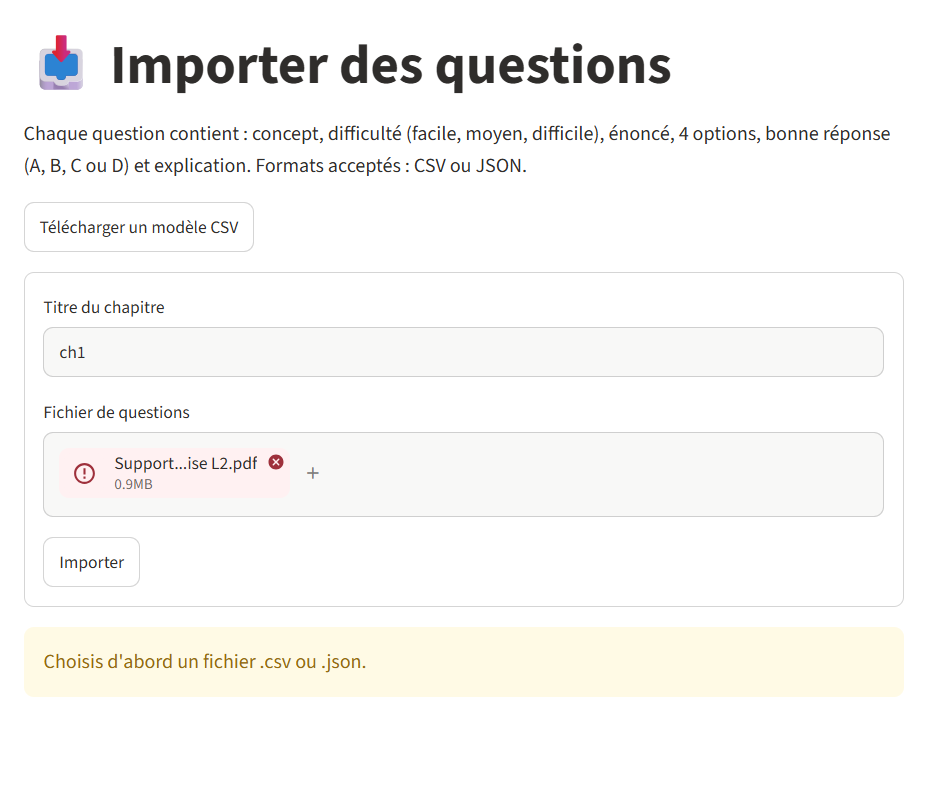 Importer des questions
Chaque question contient : concept, difficulté (facile, moyen, difficile), énoncé, 4 options, bonne réponse
(A, B, C ou D) et explication. Formats acceptés : CSV ou JSON.
Télécharger un modèle CSV
Titre du chapitre
ch1
Fichier de questions
Support...ise L2.pdf
0.9MB
Importer
Choisis d'abord un fichier .csv ou .json.